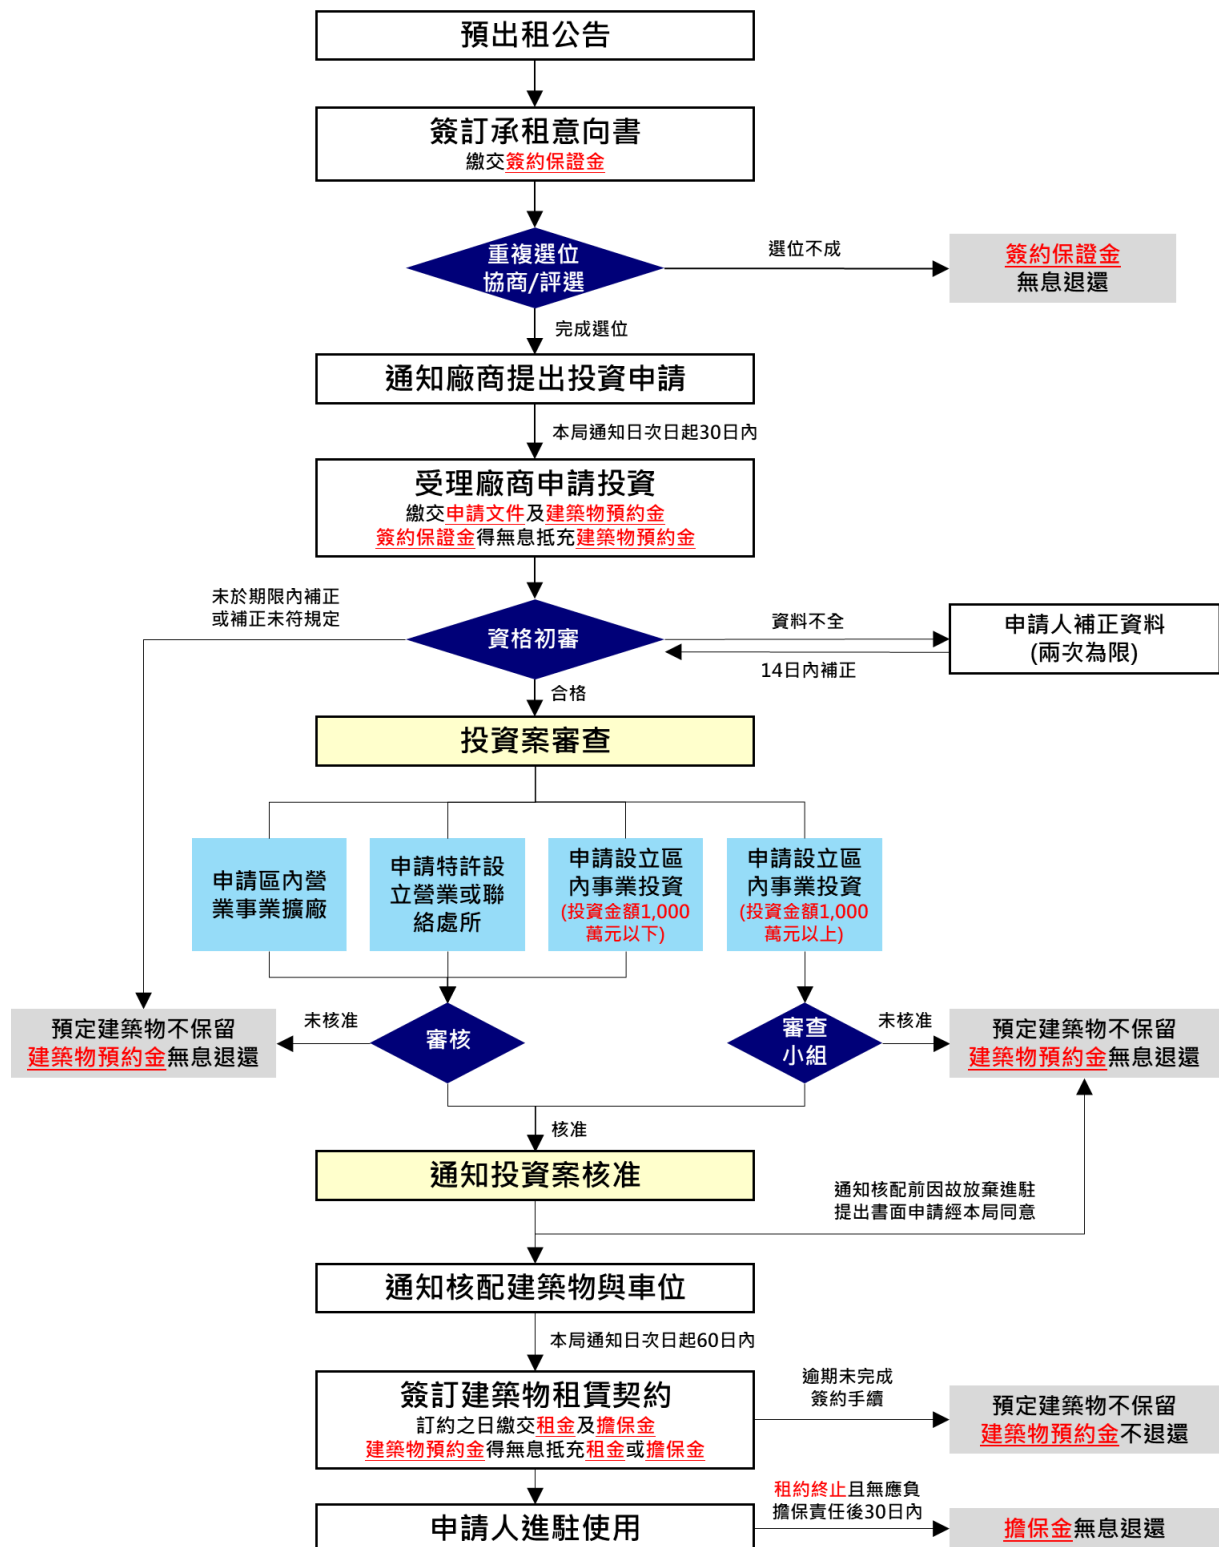 預出租公告
簽訂承租意向書
繳交簽約保證金
重複選位
協商/評選
選位不成
簽約保證金
無息退還
完成選位
通知廠商提出投資申請
本局通知日次日起30日內
受理廠商申請投資
繳交申請文件及建築物預約金
簽約保證金得無息抵充建築物預約金
未於期限內補正
或補正未符規定
資格初審
資料不全
14日內補正
申請人補正資料
(兩次為限)
合格
投資案審查
申請區內營
業事業擴廠
申請特許設
立營業或聯
絡處所
申請設立區
內事業投資
(投資金額1,000
萬元以下)
申請設立區
內事業投資
(投資金額1,000
萬元以上)
預定建築物不保留
建築物預約金無息退還
未核准
審核
審查
小組
未核准
預定建築物不保留
建築物預約金無息退還
核准
通知投資案核准
通知核配前因故放棄進駐
提出書面申請經本局同意
通知核配建築物與車位
本局通知日次日起60日內
簽訂建築物租賃契約
訂約之日繳交租金及擔保金
建築物預約金得無息抵充租金或擔保金
逾期未完成
簽約手續
預定建築物不保留
建築物預約金不退還
申請人進駐使用
租約終止且無應負
擔保責任後30日內
擔保金無息退還